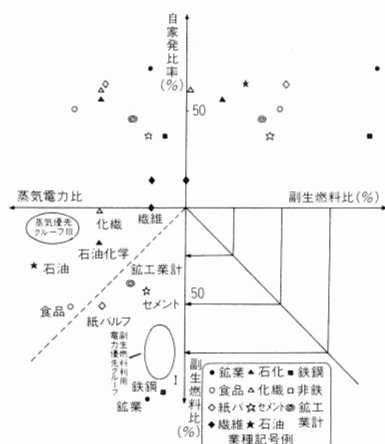 自家発比率
(%)
50
蒸気電力比
副生燃料比(%)
蒸気優先
グループIII
化繊
繊維
石油化学
石油
鉱工業計
セメント
50
食品
紙パルプ
副生燃料利用
電力優先グループ
I
鉄鋼
鉱業
副生燃料比
(%)
●鉱業 ▲石化 ■鉄鋼
○食品 △化繊 □非鉄
◇紙パ ☆セメント ◎鉱工業計
◆繊維 ★石油
業種記号例